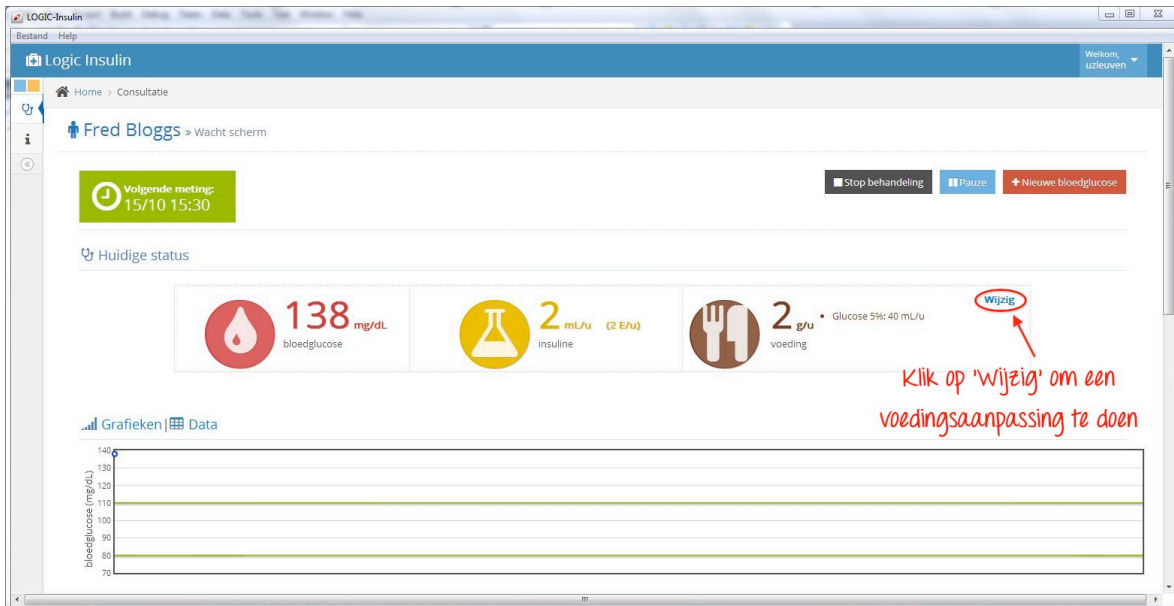 LOGIC-Insulin
Bestand Help
Logic Insulin
Welkom,
uzleuven
Home > Consultatie
Fred Bloggs » Wacht scherm
Volgende meting:
15/10 15:30
Stop behandeling
Pauze
Nieuwe bloedglucose
Huidige status
138 mg/dL
bloedglucose
2 mL/u (2 E/u)
insuline
2 g/u
voeding
• Glucose 5%: 40 mL/u
Wijzig
Klik op 'Wijzig' om een
voedingsaanpassing te doen
Grafieken| Data
bloedglucose (mg/dL)
140
130
120
110
100
90
80
70